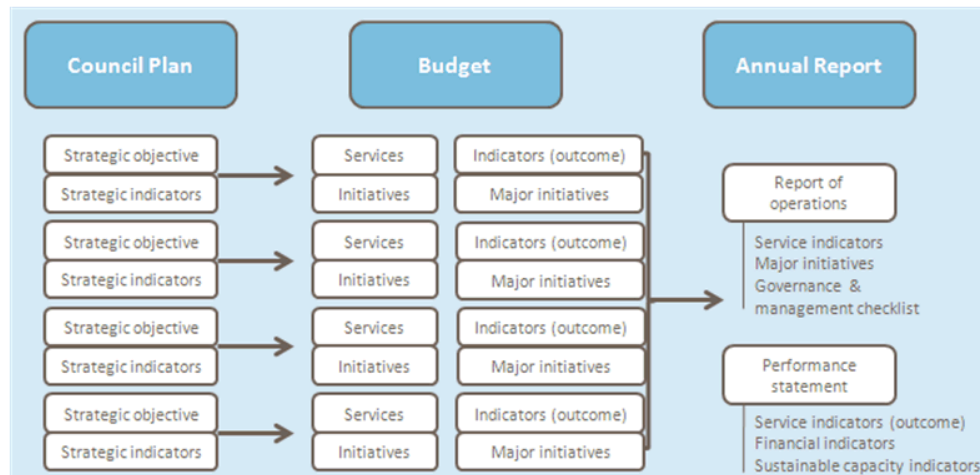 Council Plan
Budget
Annual Report
Strategic objective
Strategic indicators
Services
Initiatives
Indicators (outcome)
Major initiatives
Strategic objective
Strategic indicators
Services
Initiatives
Indicators (outcome)
Major initiatives
Strategic objective
Strategic indicators
Services
Initiatives
Indicators (outcome)
Major initiatives
Strategic objective
Strategic indicators
Services
Initiatives
Indicators (outcome)
Major initiatives
Report of
operations
Service indicators
Major initiatives
Governance &
management checklist
Performance
statement
Service indicators (outcome)
Financial indicators
Sustainable capacity indicators